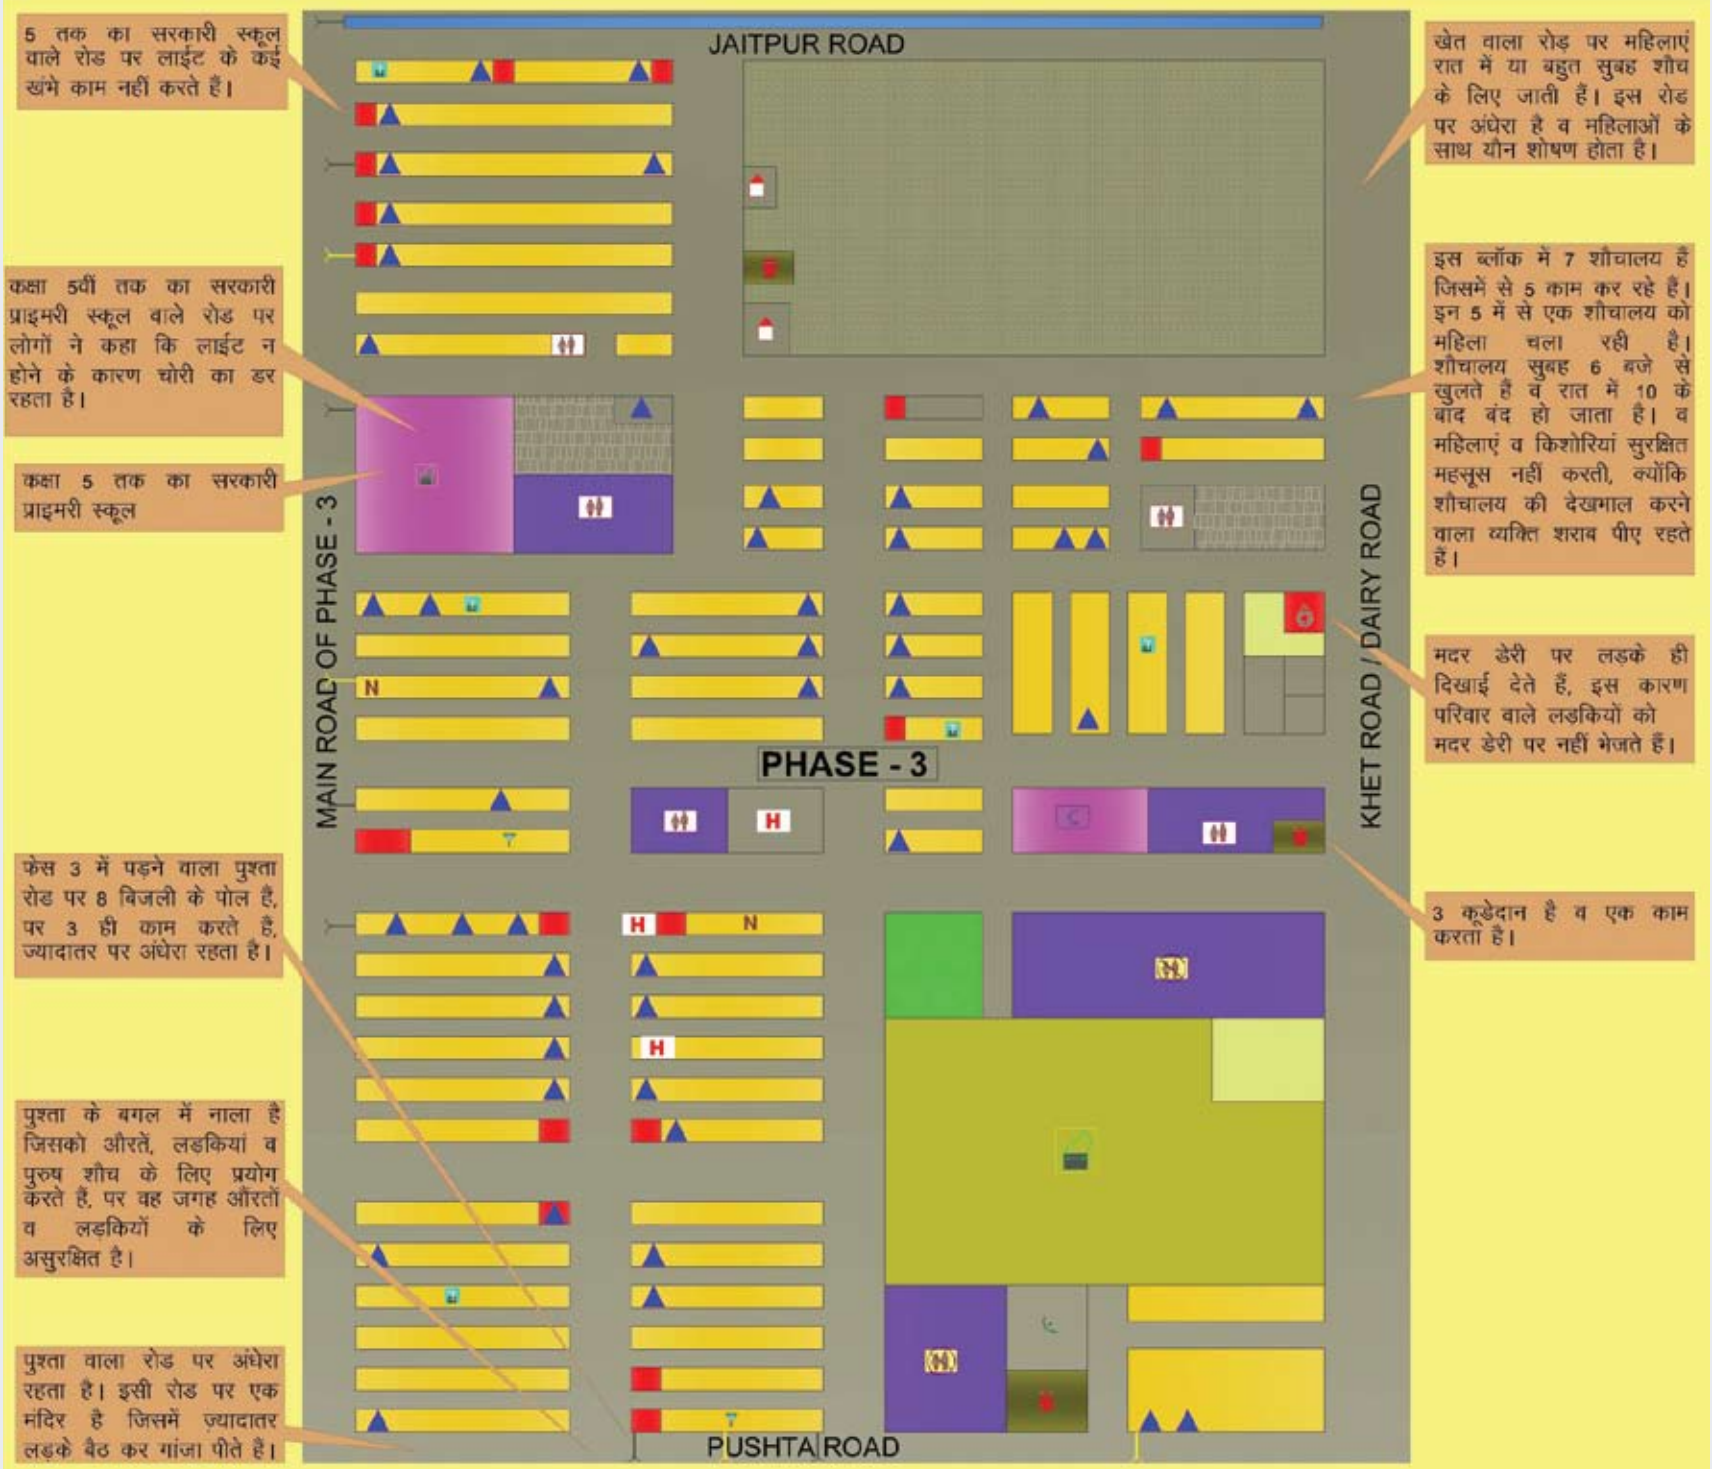 5 तक का सरकारी स्कूल
वाले रोड पर लाईट के कई
खंभे काम नहीं करते हैं।
कक्षा 5वीं तक का सरकारी
प्राइमरी स्कूल वाले रोड पर
लोगों ने कहा कि लाईट न
होने के कारण चोरी का डर
रहता है।
कक्षा 5 तक का सरकारी
प्राइमरी स्कूल
फेस 3 में पड़ने वाला पुश्ता
रोड पर 8 बिजली के पोल हैं,
पर 3 ही काम करते हैं,
ज्यादातर पर अंधेरा रहता है।
पुश्ता के बगल में नाला है
जिसको औरतें, लड़कियां व
पुरुष शौच के लिए प्रयोग
करते हैं, पर वह जगह औरतों
व लड़कियों के लिए
असुरक्षित है।
पुश्ता वाला रोड पर अंधेरा
रहता है। इसी रोड पर एक
मंदिर है जिसमें ज़्यादातर
लड़के बैठ कर गांजा पीते हैं।
JAITPUR ROAD
MAIN ROAD OF PHASE - 3
N
PHASE - 3
H
H
N
H
PUSHTA ROAD
KHET ROAD / DAIRY ROAD
खेत वाला रोड़ पर महिलाएं
रात में या बहुत सुबह शौच
के लिए जाती हैं। इस रोड
पर अंधेरा है व महिलाओं के
साथ यौन शोषण होता है।
इस ब्लॉक में 7 शौचालय है
जिसमें से 5 काम कर रहे हैं।
इन 5 में से एक शौचालय को
महिला चला रही है।
शौचालय सुबह 6 बजे से
खुलते हैं व रात में 10 के
बाद बंद हो जाता है। व
महिलाएं व किशोरियां सुरक्षित
महसूस नहीं करती, क्योंकि
शौचालय की देखभाल करने
वाला व्यक्ति शराब पीए रहते
हैं।
मदर डेरी पर लड़के ही
दिखाई देते हैं, इस कारण
परिवार वाले लड़कियों को
मदर डेरी पर नहीं भेजते हैं।
3 कूडेदान है व एक काम
करता है।